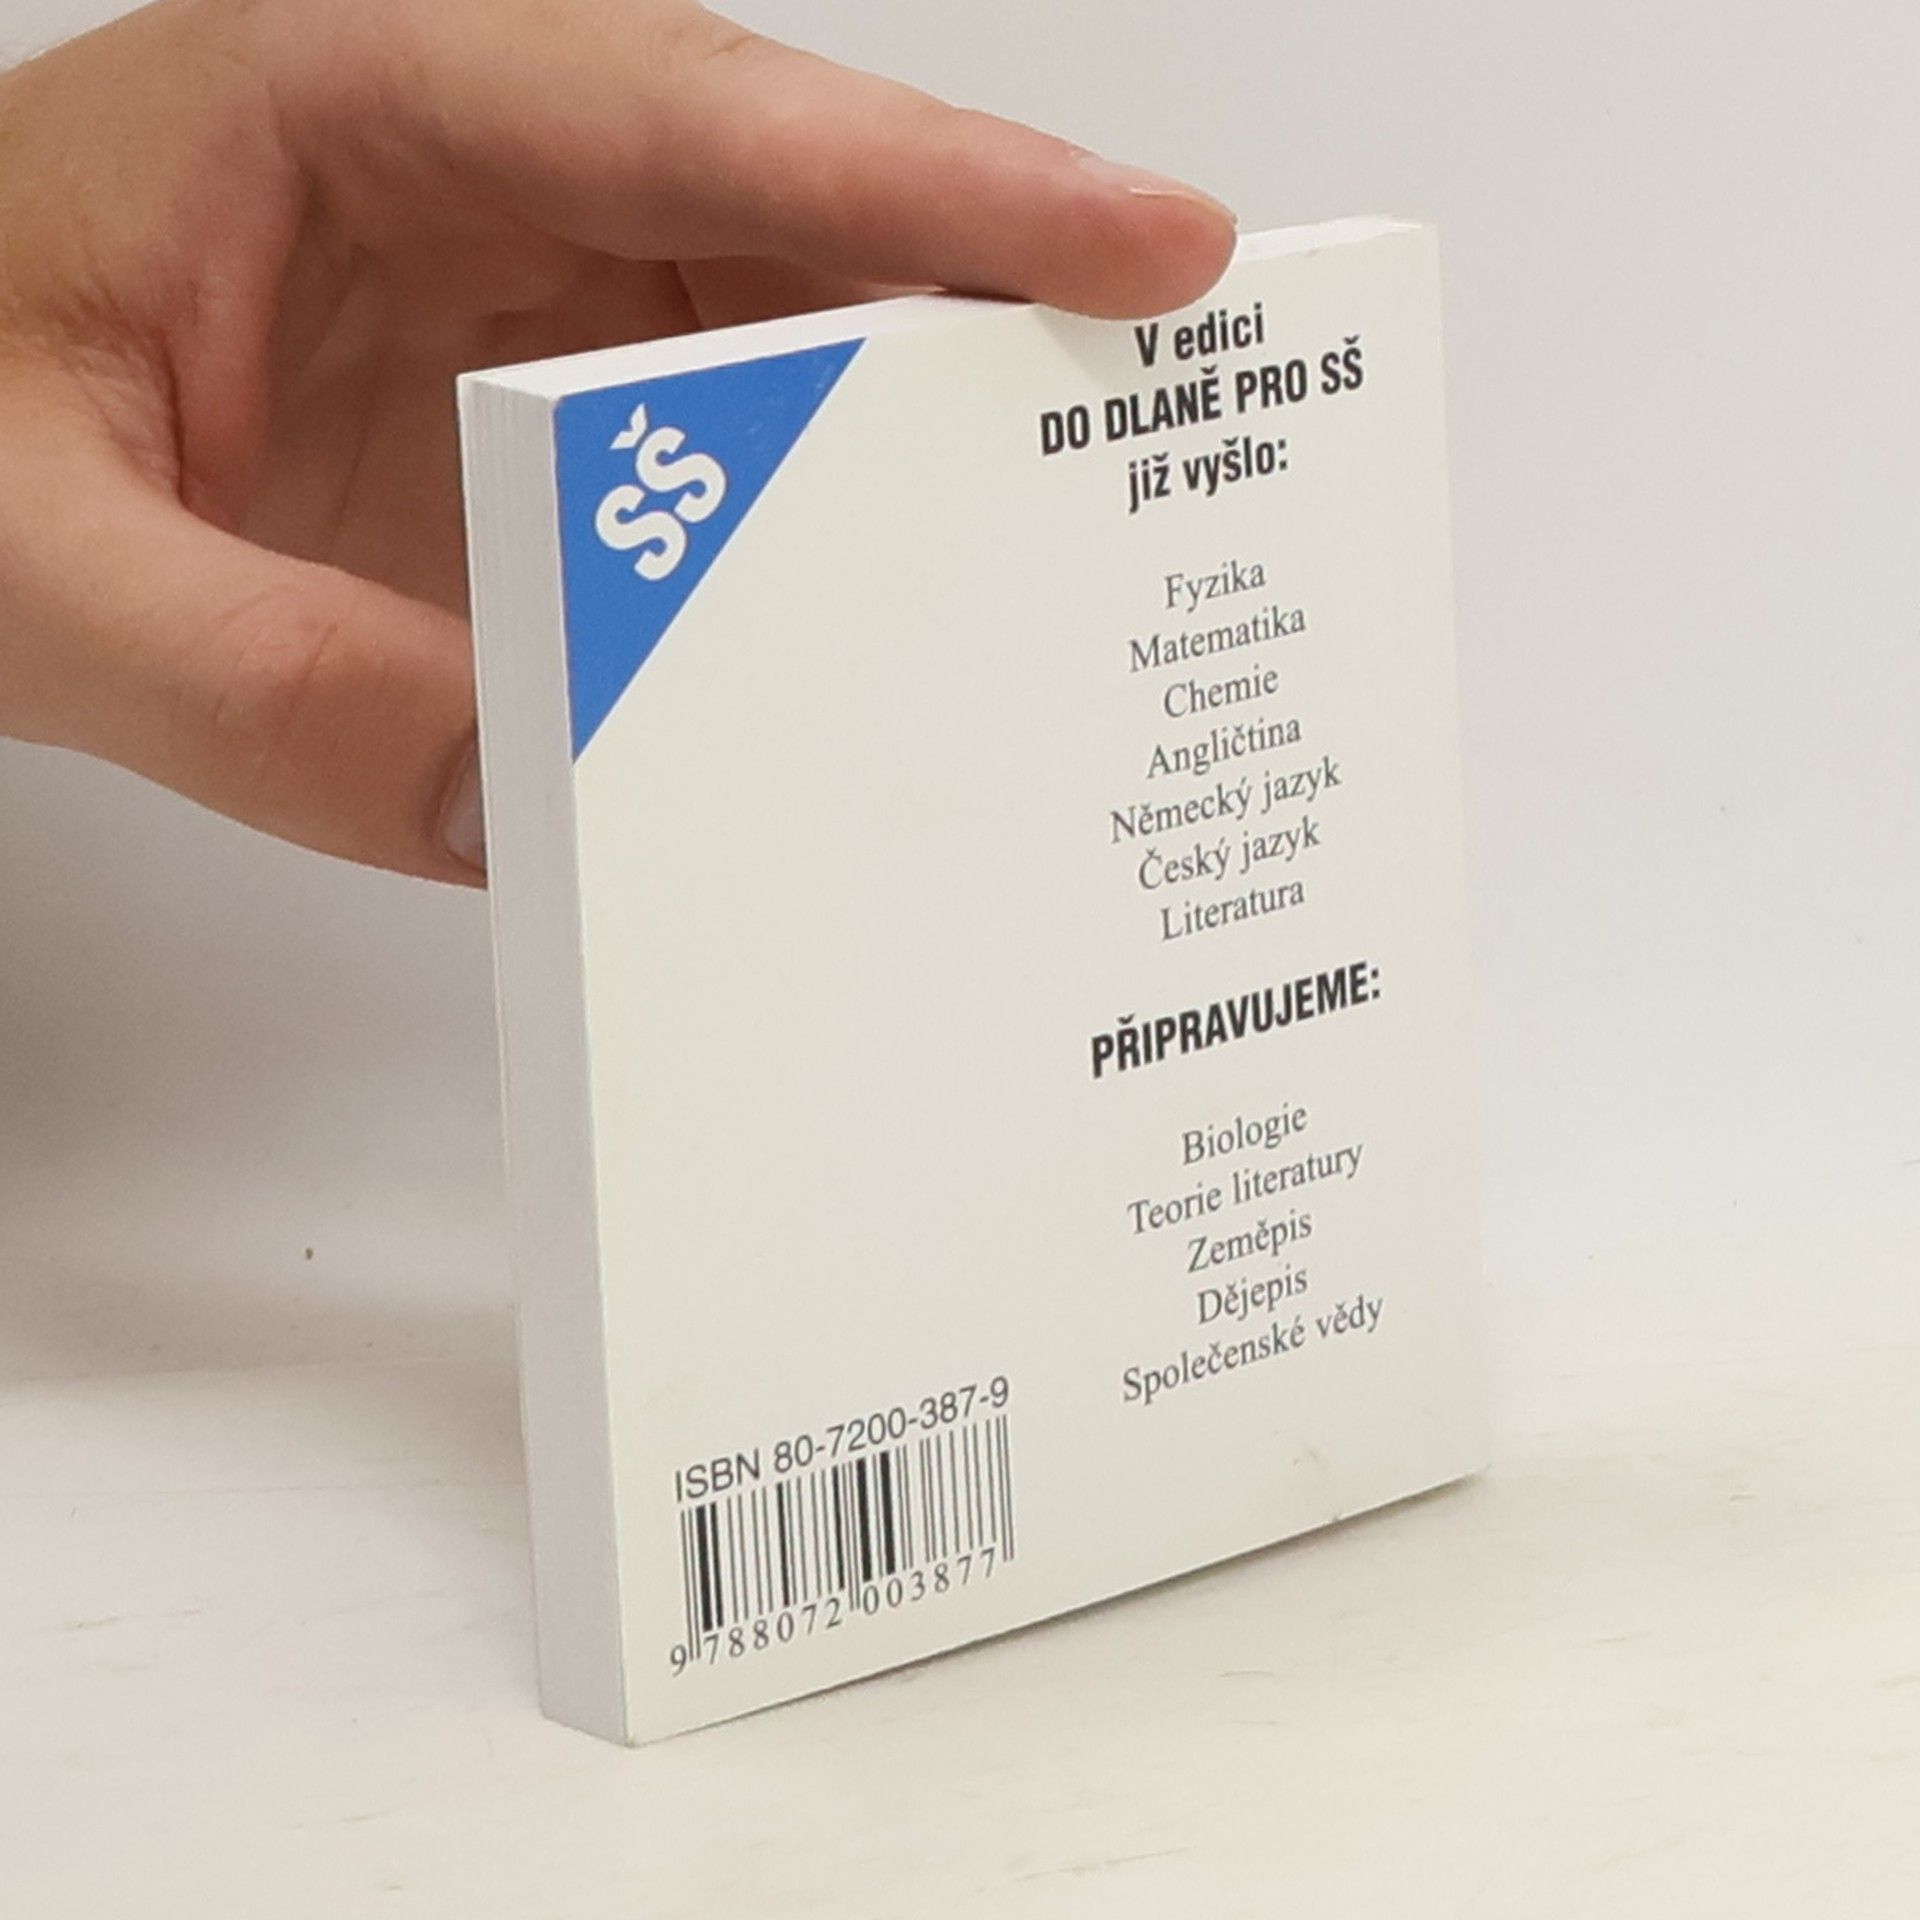 SŠ
V edici
DO DLANĚ PRO SŠ
již vyšlo:
Fyzika
Matematika
Chemie
Angličtina
Německý jazyk
Český jazyk
Literatura
PŘIPRAVUJEME:
Biologie
Teorie literatury
Zeměpis
Dějepis
Společenské vědy
ISBN 80-7200-387-9
9 788072 003877